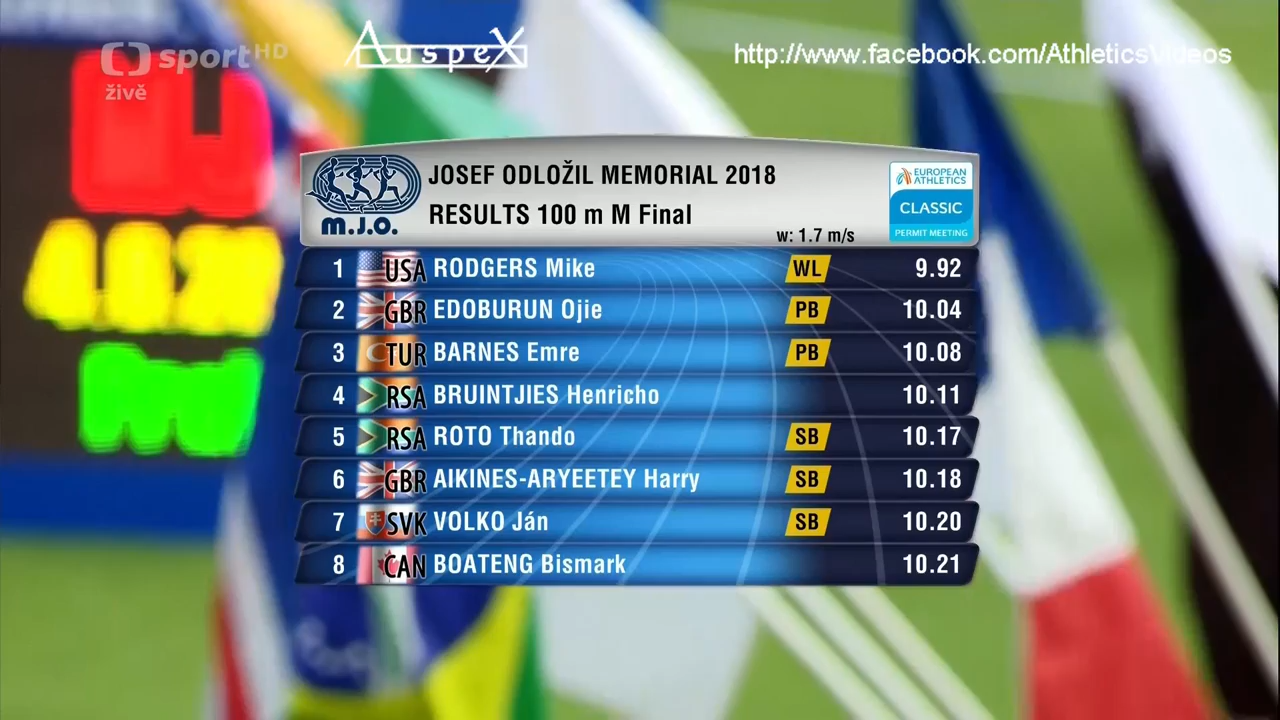 sport HD
živě
AuspeX
http://www.facebook.com/AthleticsVideos
M.J.O.
JOSEF ODLOŽIL MEMORIAL 2018
RESULTS 100 m M Final
w: 1.7 m/s
EUROPEAN
ATHLETICS
CLASSIC
PERMIT MEETING
1 USA RODGERS Mike WL 9.92
2 GBR EDOBURUN Ojie PB 10.04
3 TUR BARNES Emre PB 10.08
4 RSA BRUINTJIES Henricho 10.11
5 RSA ROTO Thando SB 10.17
6 GBR AIKINES-ARYEETEY Harry SB 10.18
7 SVK VOLKO Ján SB 10.20
8 CAN BOATENG Bismark 10.21